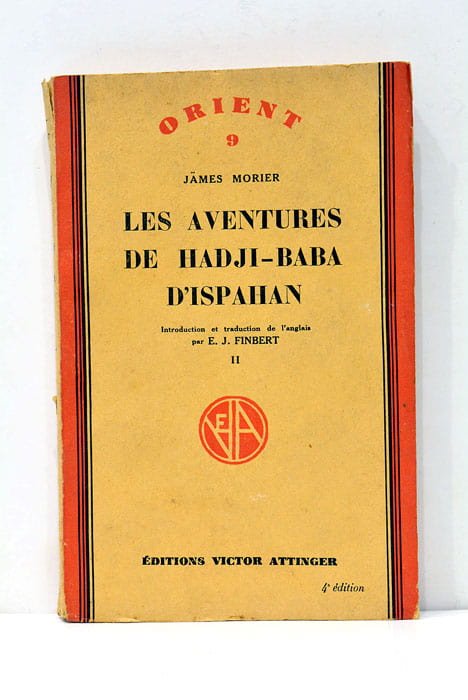 ORIENT
9
JÄMES MORIER
LES AVENTURES
DE HADJI-BABA
D'ISPAHAN
Introduction et traduction de l'anglais
par E. J. FINBERT
II
VEA
ÉDITIONS VICTOR ATTINGER
4e édition